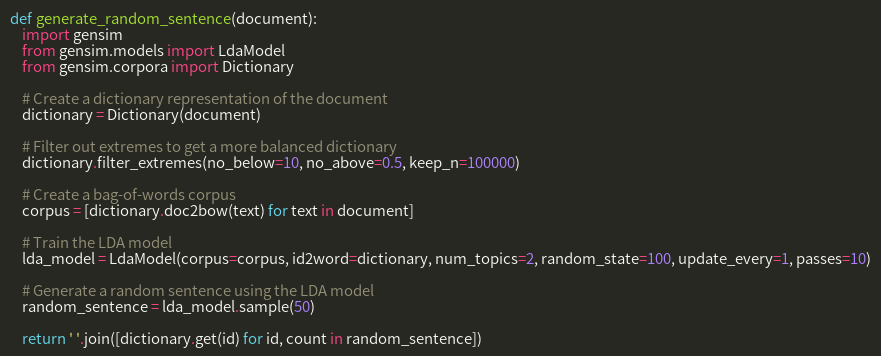 def generate_random_sentence(document):
    import gensim
    from gensim.models import LdaModel
    from gensim.corpora import Dictionary

    # Create a dictionary representation of the document
    dictionary = Dictionary(document)

    # Filter out extremes to get a more balanced dictionary
    dictionary.filter_extremes(no_below=10, no_above=0.5, keep_n=100000)

    # Create a bag-of-words corpus
    corpus = [dictionary.doc2bow(text) for text in document]

    # Train the LDA model
    lda_model = LdaModel(corpus=corpus, id2word=dictionary, num_topics=2, random_state=100, update_every=1, passes=10)

    # Generate a random sentence using the LDA model
    random_sentence = lda_model.sample(50)

    return ' '.join([dictionary.get(id) for id, count in random_sentence])